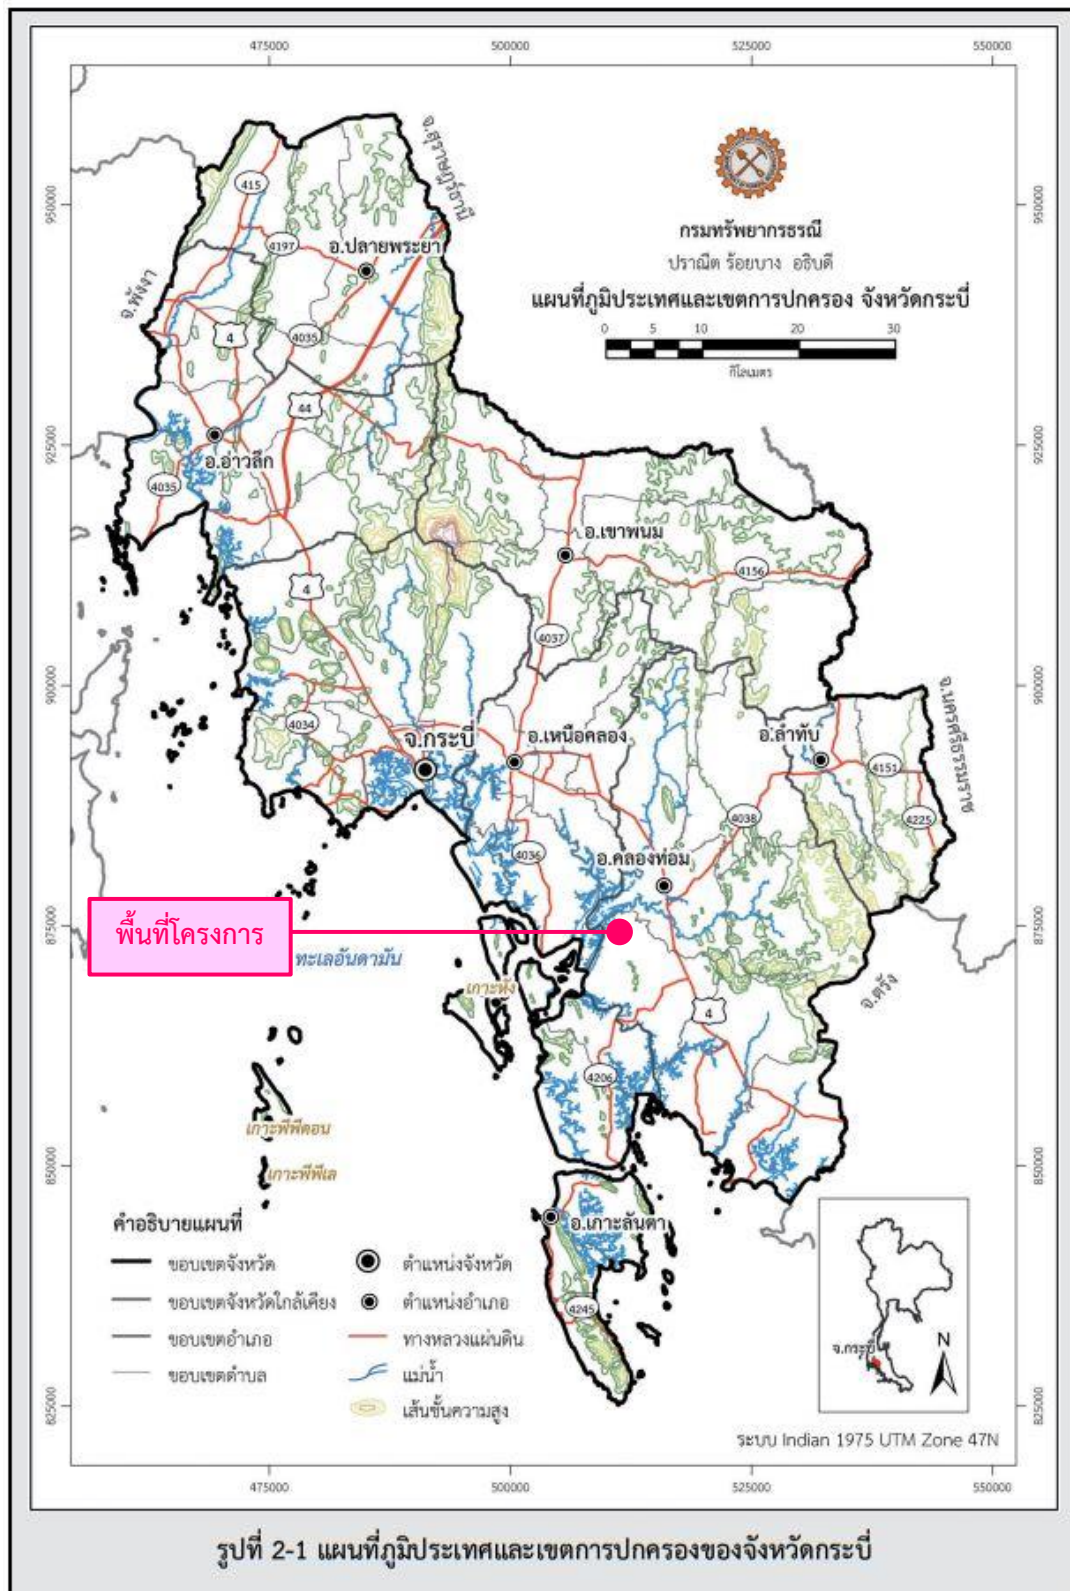 475000
500000
525000
550000
950000
950000
925000
925000
900000
900000
875000
875000
850000
850000
825000
825000
กรมทรัพยากรธรณี
ปราณีต ร้อยบาง อธิบดี
แผนที่ภูมิประเทศและเขตการปกครอง จังหวัดกระบี่
0 5 10 20 30
กิโลเมตร
จ.สุราษฎร์ธานี
จ.พังงา
415
4197
อ.ปลายพระยา
4
4035
44
อ.อ่าวลึก
4035
อ.เขาพนม
4156
4
4037
4034
จ.กระบี่
อ.เหนือคลอง
อ.ลำทับ
4151
4225
จ.นครศรีธรรมราช
4038
4036
อ.คลองท่อม
พื้นที่โครงการ
ทะเลอันดามัน
เกาะหัง
จ.ตรัง
4
4206
เกาะพีพีดอน
เกาะพีพีเล
อ.เกาะลันตา
4245
คำอธิบายแผนที่
ขอบเขตจังหวัด
ขอบเขตจังหวัดใกล้เคียง
ขอบเขตอำเภอ
ขอบเขตตำบล
ตำแหน่งจังหวัด
ตำแหน่งอำเภอ
ทางหลวงแผ่นดิน
แม่น้ำ
เส้นชั้นความสูง
จ.กระบี่
N
ระบบ Indian 1975 UTM Zone 47N
475000
500000
525000
550000
รูปที่ 2-1 แผนที่ภูมิประเทศและเขตการปกครองของจังหวัดกระบี่